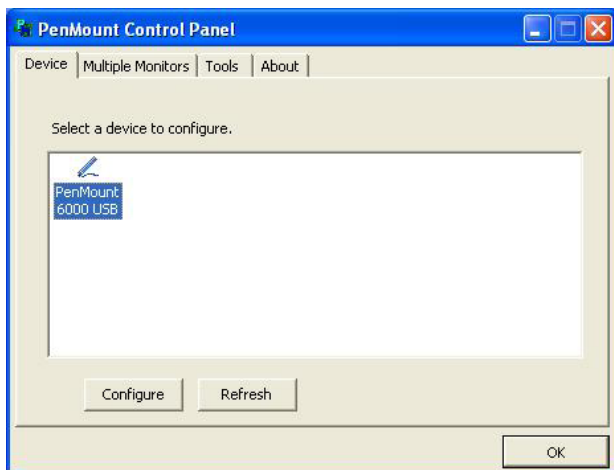 PenMount Control Panel
Device Multiple Monitors Tools About
Select a device to configure.
PenMount
6000 USB
Configure Refresh
OK